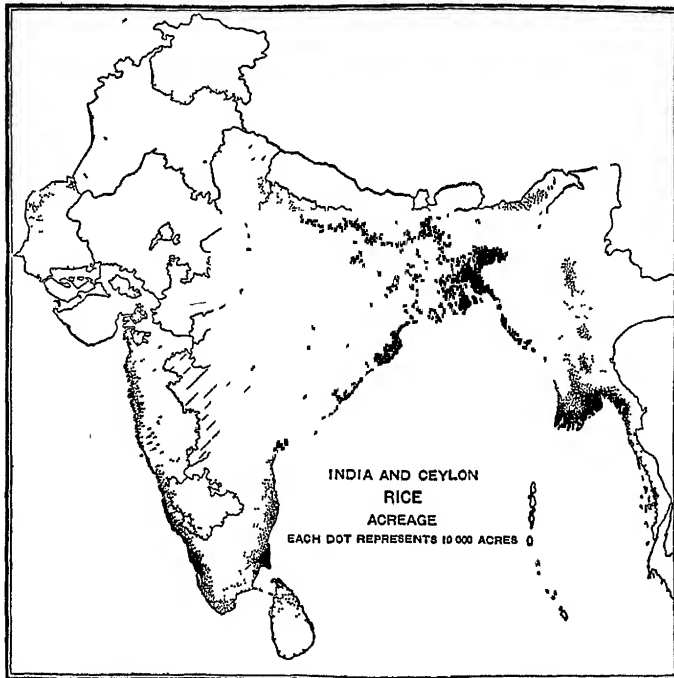 INDIA AND CEYLON
RICE
ACREAGE
EACH DOT REPRESENTS 10 000 ACRES